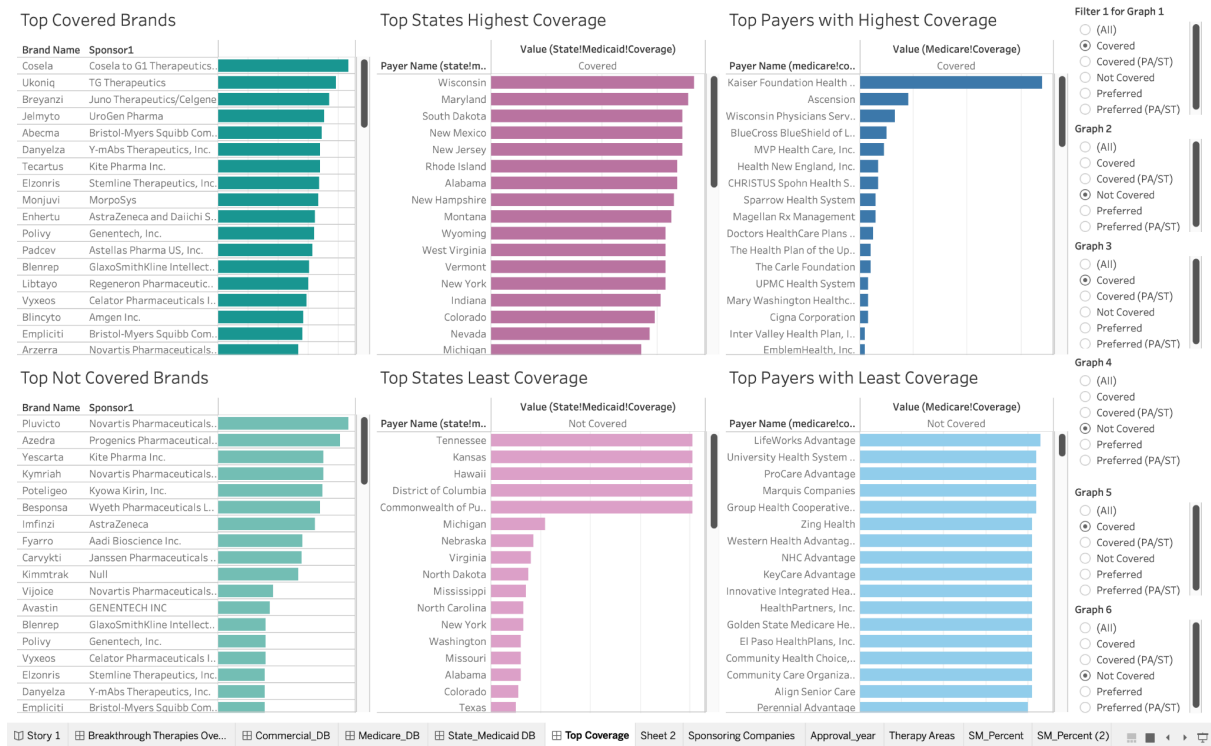 Top Covered Brands
Brand Name Sponsor1
Cosela Cosela to G1 Therapeutics..
Ukoniq TG Therapeutics
Breyanzi Juno Therapeutics/Celgene
Jelmyto UroGen Pharma
Abecma Bristol-Myers Squibb Com..
Danyelza Y-mAbs Therapeutics, Inc.
Tecartus Kite Pharma Inc.
Elzonris Stemline Therapeutics, Inc.
Monjuvi MorpoSys
Enhertu AstraZeneca and Daiichi S..
Polivy Genentech, Inc.
Padcev Astellas Pharma US, Inc.
Blenrep GlaxoSmithKline Intellect..
Libtayo Regeneron Pharmaceutic..
Vyxeos Celator Pharmaceuticals I..
Blincyto Amgen Inc.
Empliciti Bristol-Myers Squibb Com..
Arzerra Novartis Pharmaceuticals..
Top States Highest Coverage
Value (State!Medicaid!Coverage)
Payer Name (state!m.. Covered
Wisconsin
Maryland
South Dakota
New Mexico
New Jersey
Rhode Island
Alabama
New Hampshire
Montana
Wyoming
West Virginia
Vermont
New York
Indiana
Colorado
Nevada
Michigan
Top Payers with Highest Coverage
Value (Medicare!Coverage)
Payer Name (medicare!co.. Covered
Kaiser Foundation Health ..
Ascension
Wisconsin Physicians Serv..
BlueCross BlueShield of L..
MVP Health Care, Inc.
Health New England, Inc.
CHRISTUS Spohn Health S..
Sparrow Health System
Magellan Rx Management
Doctors HealthCare Plans ..
The Health Plan of the Up..
The Carle Foundation
UPMC Health System
Mary Washington Healthc..
Cigna Corporation
Inter Valley Health Plan, I..
EmblemHealth, Inc.
Filter 1 for Graph 1
(All)
Covered
Covered (PA/ST)
Not Covered
Preferred
Preferred (PA/ST)
Graph 2
(All)
Covered
Covered (PA/ST)
Not Covered
Preferred
Preferred (PA/ST)
Graph 3
(All)
Covered
Covered (PA/ST)
Not Covered
Preferred
Preferred (PA/ST)
Top Not Covered Brands
Brand Name Sponsor1
Pluvicto Novartis Pharmaceuticals..
Azedra Progenics Pharmaceutical..
Yescarta Kite Pharma Inc.
Kymriah Novartis Pharmaceuticals..
Poteligeo Kyowa Kirin, Inc.
Besponsa Wyeth Pharmaceuticals L..
Imfinzi AstraZeneca
Fyarro Aadi Bioscience Inc.
Carvykti Janssen Pharmaceuticals ..
Kimmtrak Null
Vijoice Novartis Pharmaceuticals..
Avastin GENENTECH INC
Blenrep GlaxoSmithKline Intellect..
Polivy Genentech, Inc.
Vyxeos Celator Pharmaceuticals I..
Elzonris Stemline Therapeutics, Inc.
Danyelza Y-mAbs Therapeutics, Inc.
Empliciti Bristol-Myers Squibb Com..
Top States Least Coverage
Value (State!Medicaid!Coverage)
Payer Name (state!m.. Not Covered
Tennessee
Kansas
Hawaii
District of Columbia
Commonwealth of Pu..
Michigan
Nebraska
Virginia
North Dakota
Mississippi
North Carolina
New York
Washington
Missouri
Alabama
Colorado
Texas
Top Payers with Least Coverage
Value (Medicare!Coverage)
Payer Name (medicare!co.. Not Covered
LifeWorks Advantage
University Health System ..
ProCare Advantage
Marquis Companies
Group Health Cooperative..
Zing Health
Western Health Advantag..
NHC Advantage
KeyCare Advantage
Innovative Integrated Hea..
HealthPartners, Inc.
Golden State Medicare He..
El Paso HealthPlans, Inc.
Community Health Choice,..
Community Care Organiza..
Align Senior Care
Perennial Advantage
Graph 4
(All)
Covered
Covered (PA/ST)
Not Covered
Preferred
Preferred (PA/ST)
Graph 5
(All)
Covered
Covered (PA/ST)
Not Covered
Preferred
Preferred (PA/ST)
Graph 6
(All)
Covered
Covered (PA/ST)
Not Covered
Preferred
Preferred (PA/ST)
Story 1 Breakthrough Therapies Ove... Commercial_DB Medicare_DB State_Medicaid DB Top Coverage Sheet 2 Sponsoring Companies Approval_year Therapy Areas SM_Percent SM_Percent (2)